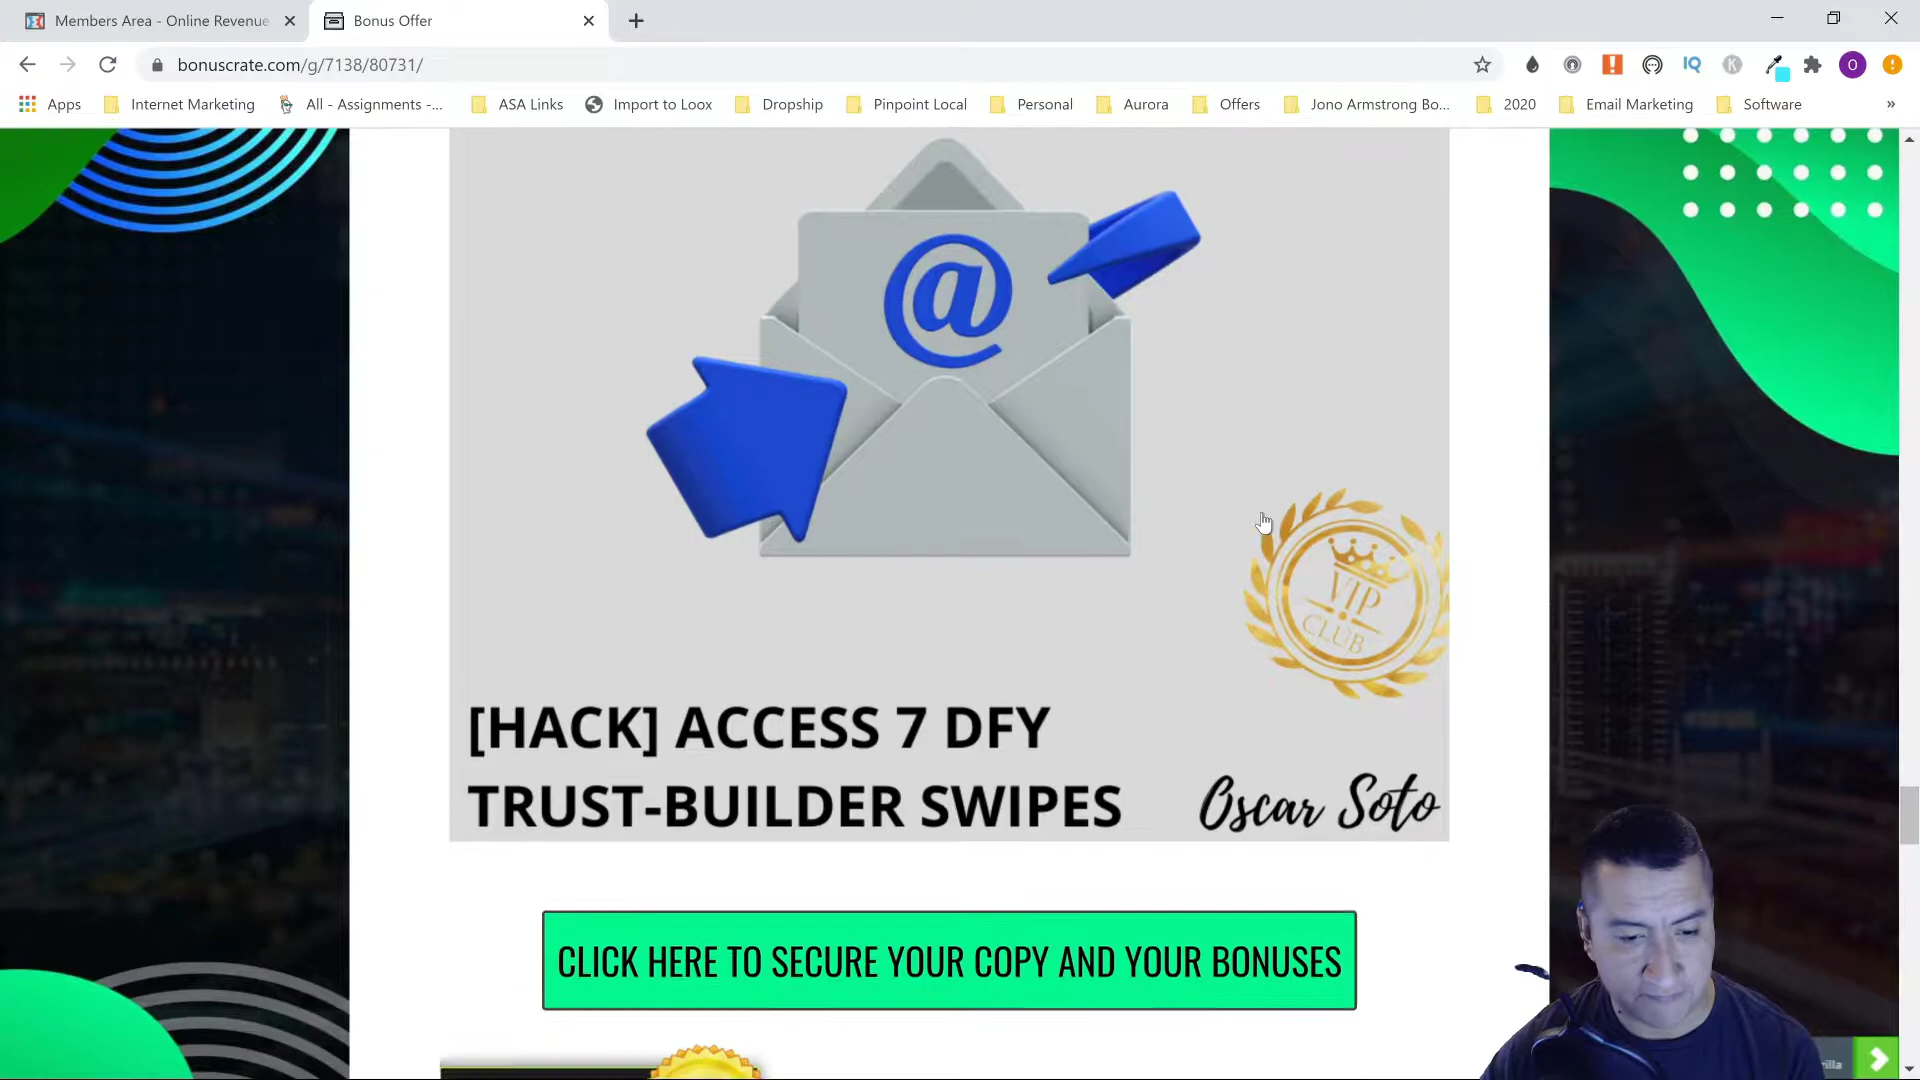 Members Area - Online Revenue
Bonus Offer
bonuscrate.com/g/7138/80731/
O
Apps
Internet Marketing
All - Assignments -...
ASA Links
Import to Loox
Dropship
Pinpoint Local
Personal
Aurora
Offers
Jono Armstrong Bo...
2020
Email Marketing
Software
»
@
VIP
CLUB
[HACK] ACCESS 7 DFY
TRUST-BUILDER SWIPES
Oscar Soto
CLICK HERE TO SECURE YOUR COPY AND YOUR BONUSES